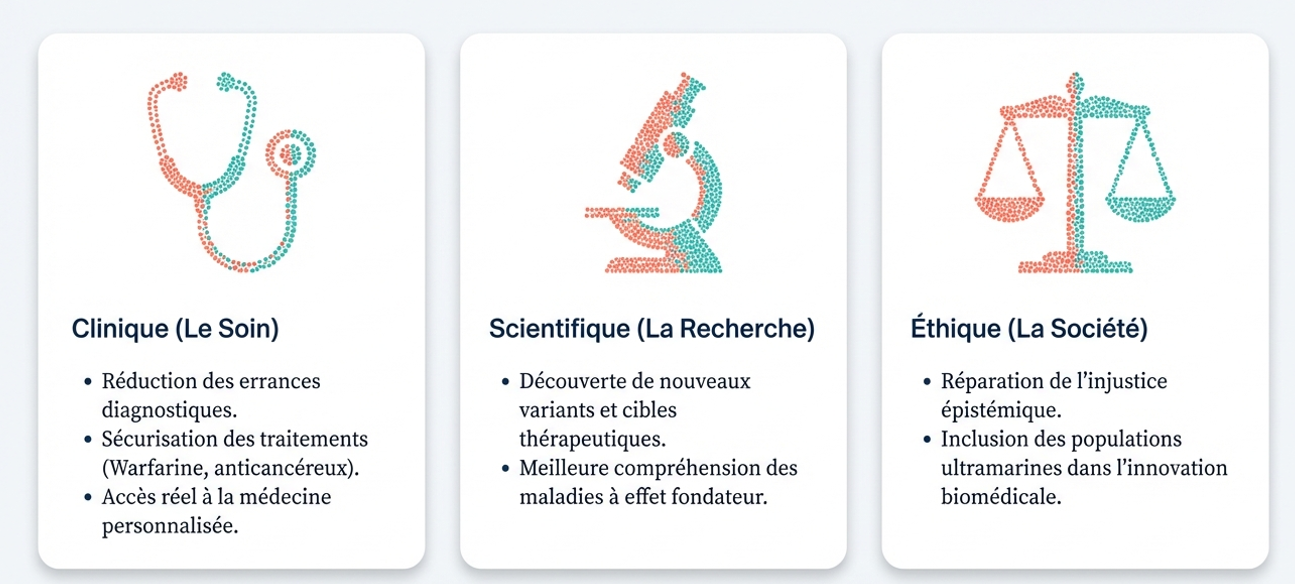 Clinique (Le Soin)
• Réduction des errances
diagnostiques.
• Sécurisation des traitements
(Warfarine, anticancéreux).
• Accès réel à la médecine
personnalisée.
Scientifique (La Recherche)
• Découverte de nouveaux
variants et cibles
thérapeutiques.
• Meilleure compréhension des
maladies à effet fondateur.
Éthique (La Société)
• Réparation de l’injustice
épistémique.
• Inclusion des populations
ultramarines dans l’innovation
biomédicale.